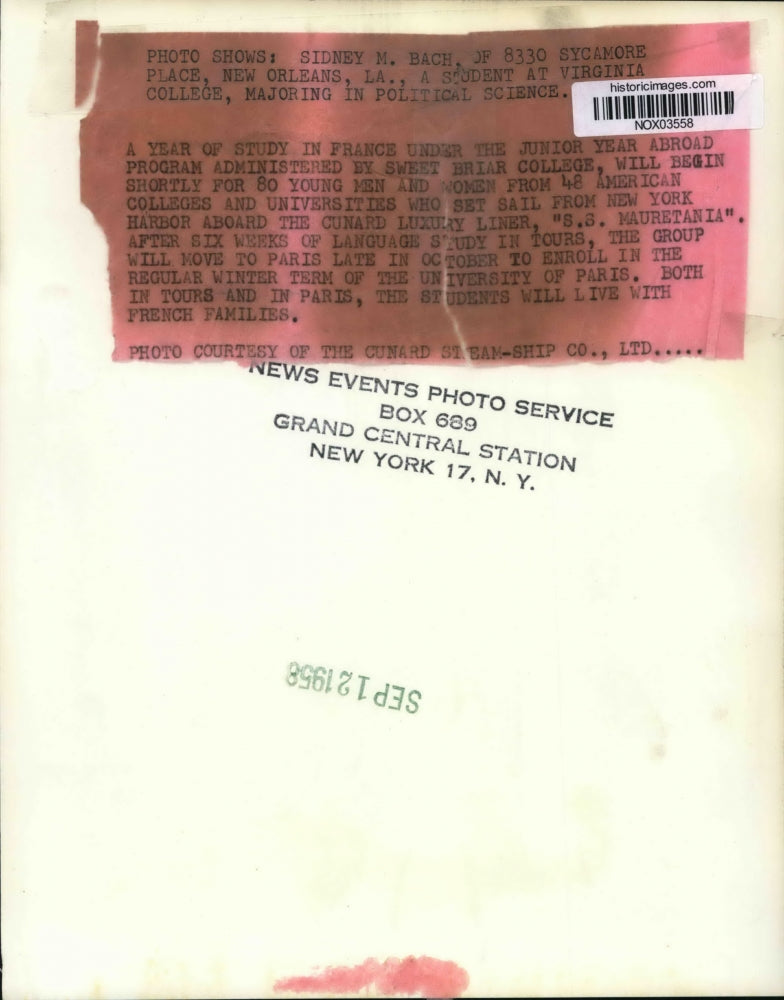 PHOTO SHOWS: SIDNEY M. BACH, OF 8330 SYCAMORE
PLACE, NEW ORLEANS, LA., A STUDENT AT VIRGINIA
COLLEGE, MAJORING IN POLITICAL SCIENCE.
historicimages.com
NOX03558
A YEAR OF STUDY IN FRANCE UNDER THE JUNIOR YEAR ABROAD
PROGRAM ADMINISTERED BY SWEET BRIAR COLLEGE, WILL BEGIN
SHORTLY FOR 80 YOUNG MEN AND WOMEN FROM 48 AMERICAN
COLLEGES AND UNIVERSITIES WHO SET SAIL FROM NEW YORK
HARBOR ABOARD THE CUNARD LUXURY LINER, "S.S. MAURETANIA".
AFTER SIX WEEKS OF LANGUAGE STUDY IN TOURS, THE GROUP
WILL MOVE TO PARIS LATE IN OCTOBER TO ENROLL IN THE
REGULAR WINTER TERM OF THE UNIVERSITY OF PARIS. BOTH
IN TOURS AND IN PARIS, THE STUDENTS WILL LIVE WITH
FRENCH FAMILIES.
PHOTO COURTESY OF THE CUNARD STEAM-SHIP CO., LTD.....
NEWS EVENTS PHOTO SERVICE
BOX 689
GRAND CENTRAL STATION
NEW YORK 17, N. Y.
SEP 12 1958